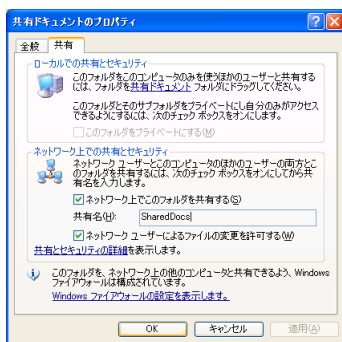 共有ドキュメントのプロパティ
全般
共有
ローカルでの共有とセキュリティ
このフォルダをこのコンピュータのみを使うほかのユーザーと共有する
には、フォルダを共有ドキュメント フォルダにドラッグしてください。
このフォルダとそのサブフォルダをプライベートにし自分のみがアクセス
できるようにするには、次のチェック ボックスをオンにします。
このフォルダをプライベートにする(M)
ネットワーク上での共有とセキュリティ
ネットワーク ユーザーとこのコンピュータのほかのユーザーの両方とこ
のフォルダを共有するには、次のチェック ボックスをオンにしてから共
有名を入力します。
ネットワーク上でこのフォルダを共有する(S)
共有名(H): SharedDocs
ネットワーク ユーザーによるファイルの変更を許可する(W)
共有とセキュリティの詳細を表示します。
このフォルダを、ネットワーク上の他のコンピュータと共有できるよう、Windows
ファイアウォールは構成されています。
Windows ファイアウォールの設定を表示します。
OK
キャンセル
適用(A)